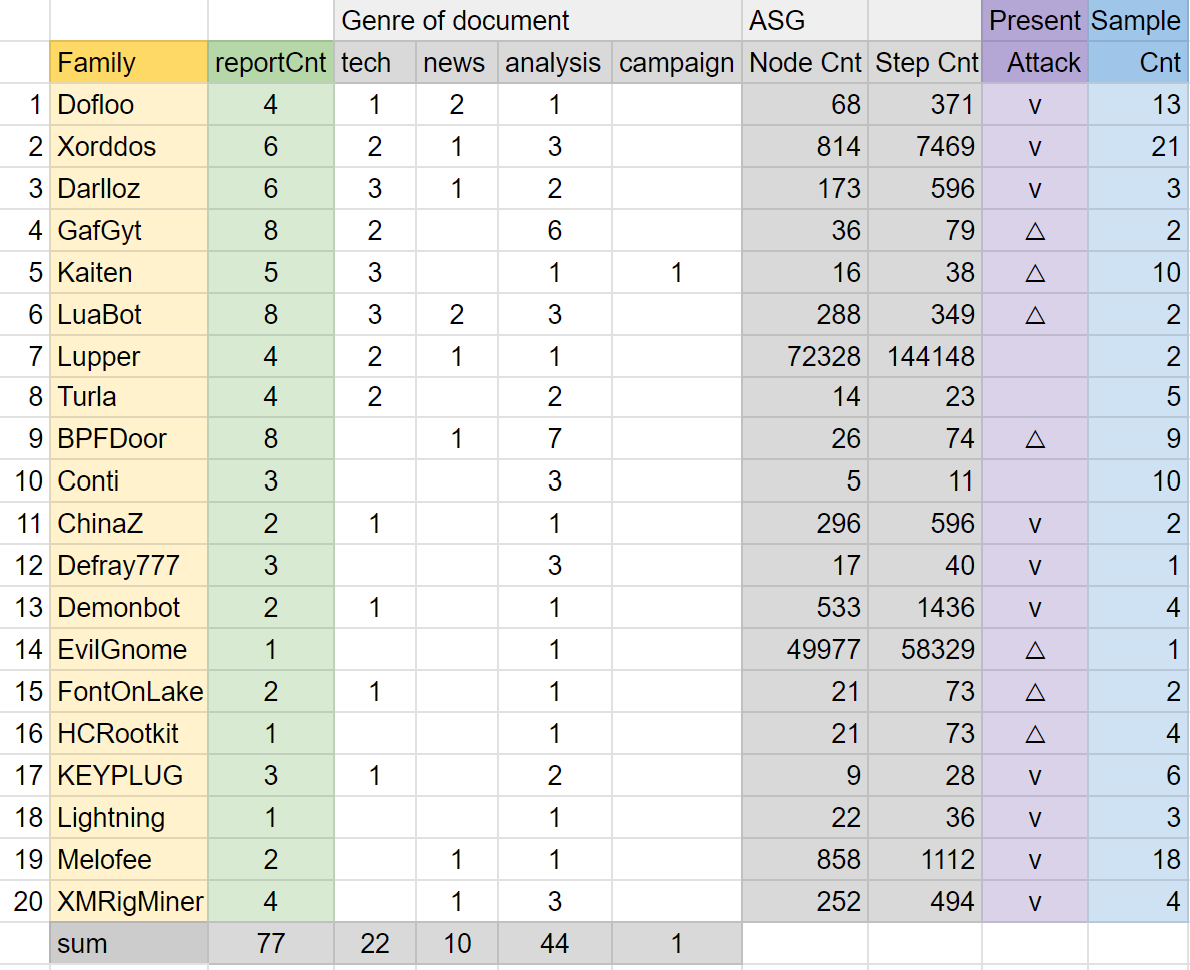 Genre of document ASG Present Sample
Family reportCnt tech news analysis campaign Node Cnt Step Cnt Attack Cnt
1 Dofloo 4 1 2 1 68 371 v 13
2 Xorddos 6 2 1 3 814 7469 v 21
3 Darlloz 6 3 1 2 173 596 v 3
4 GafGyt 8 2 6 36 79 △ 2
5 Kaiten 5 3 1 1 16 38 △ 10
6 LuaBot 8 3 2 3 288 349 △ 2
7 Lupper 4 2 1 1 72328 144148 2
8 Turla 4 2 2 14 23 5
9 BPFDoor 8 1 7 26 74 △ 9
10 Conti 3 3 5 11 10
11 ChinaZ 2 1 1 296 596 v 2
12 Defray777 3 3 17 40 v 1
13 Demonbot 2 1 1 533 1436 v 4
14 EvilGnome 1 1 49977 58329 △ 1
15 FontOnLake 2 1 1 21 73 △ 2
16 HCRootkit 1 1 21 73 △ 4
17 KEYPLUG 3 1 2 9 28 v 6
18 Lightning 1 1 22 36 v 3
19 Melofee 2 1 1 858 1112 v 18
20 XMRigMiner 4 1 3 252 494 v 4
sum 77 22 10 44 1